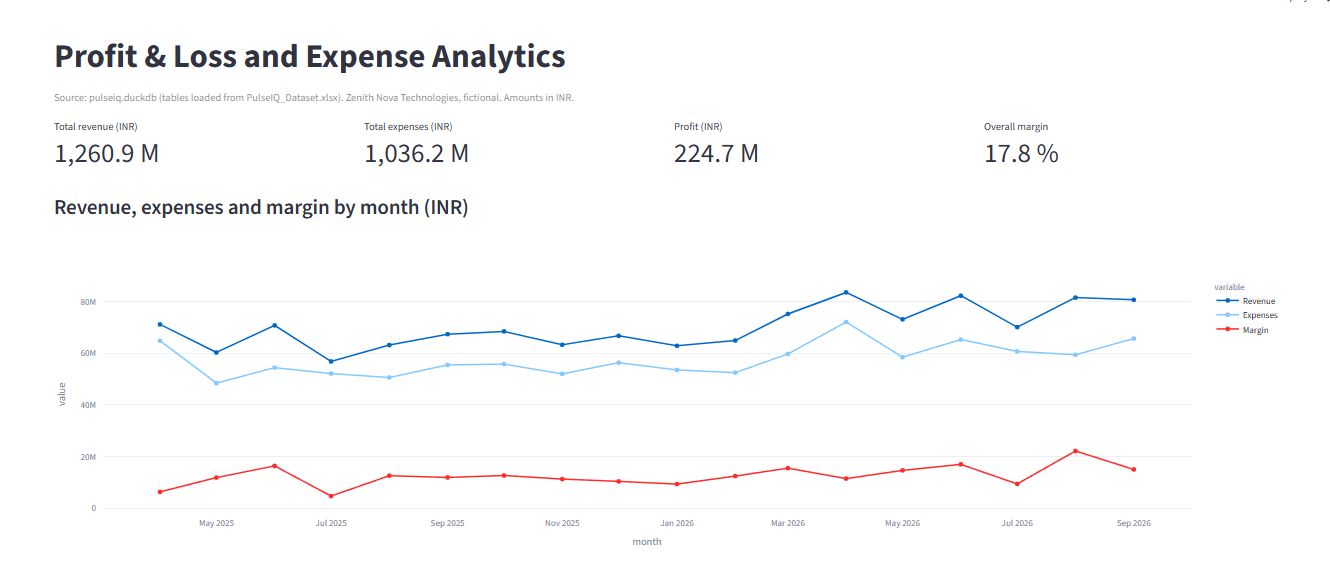 Profit & Loss and Expense Analytics
Source: pulseiq.duckdb (tables loaded from PulseIQ_Dataset.xlsx). Zenith Nova Technologies, fictional. Amounts in INR.
Total revenue (INR)
1,260.9 M
Total expenses (INR)
1,036.2 M
Profit (INR)
224.7 M
Overall margin
17.8 %
Revenue, expenses and margin by month (INR)
variable
Revenue
Expenses
Margin
80M
60M
40M
20M
0
value
May 2025
Jul 2025
Sep 2025
Nov 2025
Jan 2026
Mar 2026
May 2026
Jul 2026
Sep 2026
month